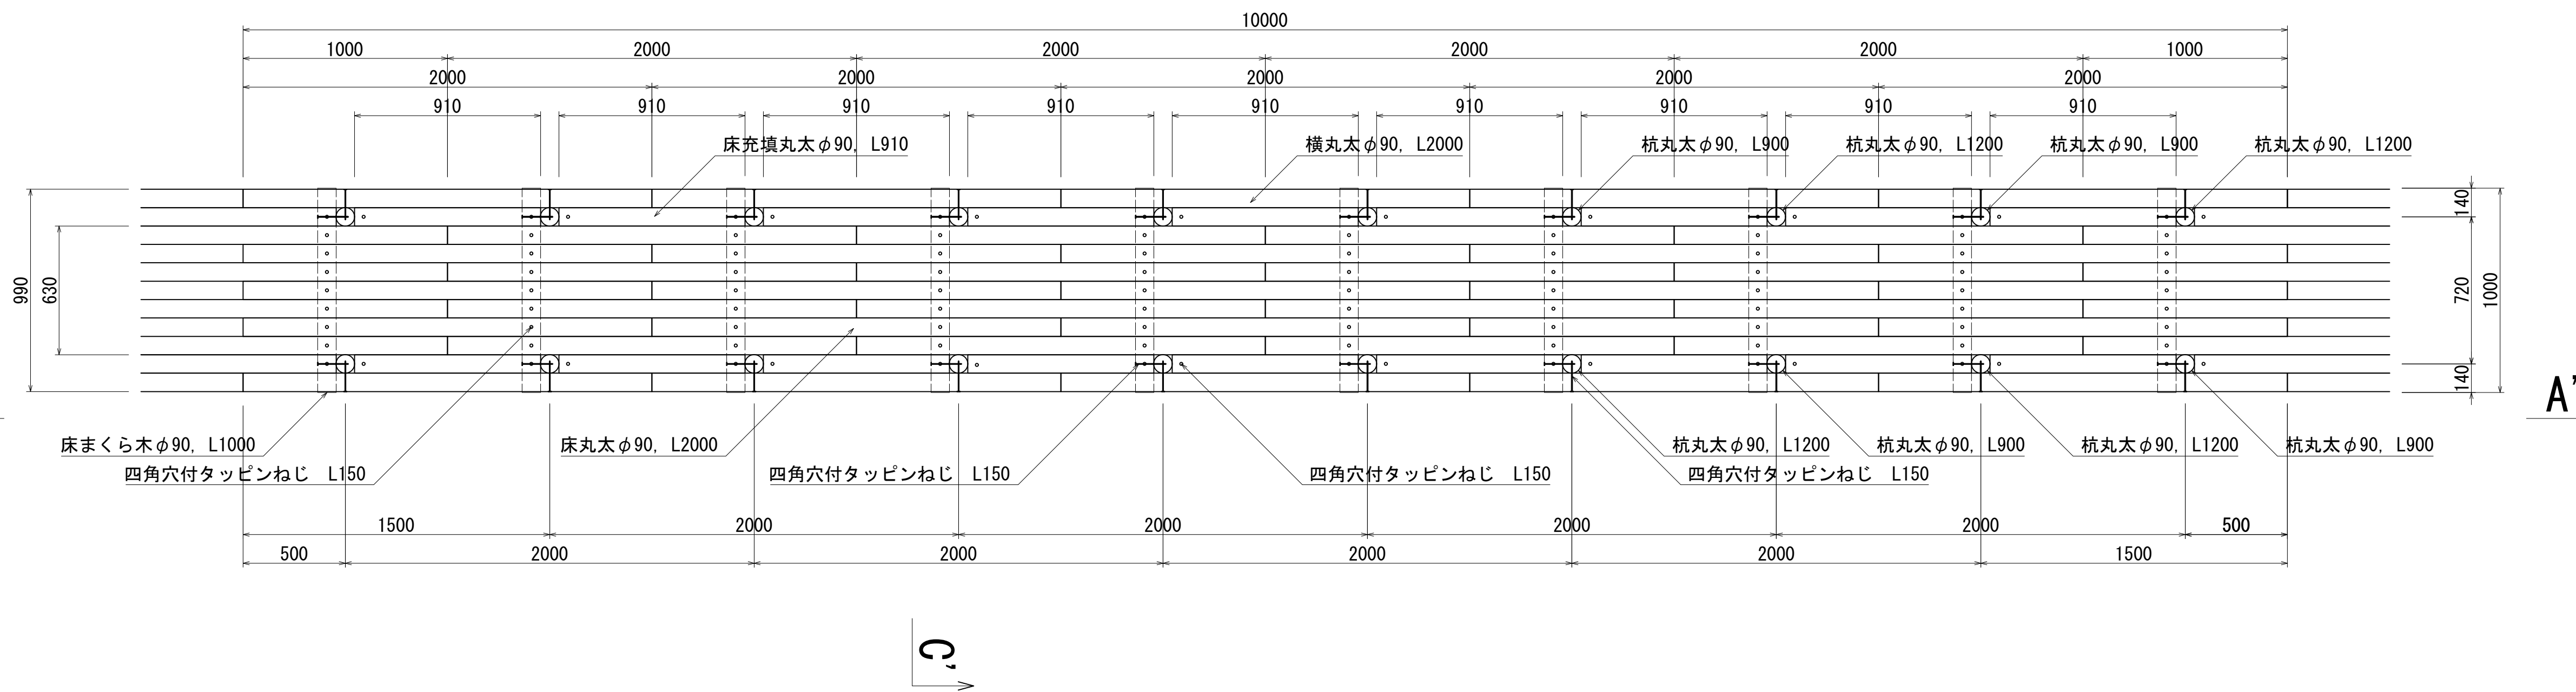 10000
1000 2000 2000 2000 2000 1000
2000 2000 2000 2000 2000
910 910 910 910 910 910 910 910 910
床充填丸太φ90, L910 横丸太φ90, L2000 杭丸太φ90, L900 杭丸太φ90, L1200 杭丸太φ90, L900 杭丸太φ90, L1200
990
630
140
720
140
1000
A'
床まくら木φ90, L1000 床丸太φ90, L2000 杭丸太φ90, L1200 杭丸太φ90, L900 杭丸太φ90, L1200 杭丸太φ90, L900
四角穴付タッピンねじ L150 四角穴付タッピンねじ L150 四角穴付タッピンねじ L150 四角穴付タッピンねじ L150
1500 2000 2000 2000 2000 500
500 2000 2000 2000 2000 1500
C'